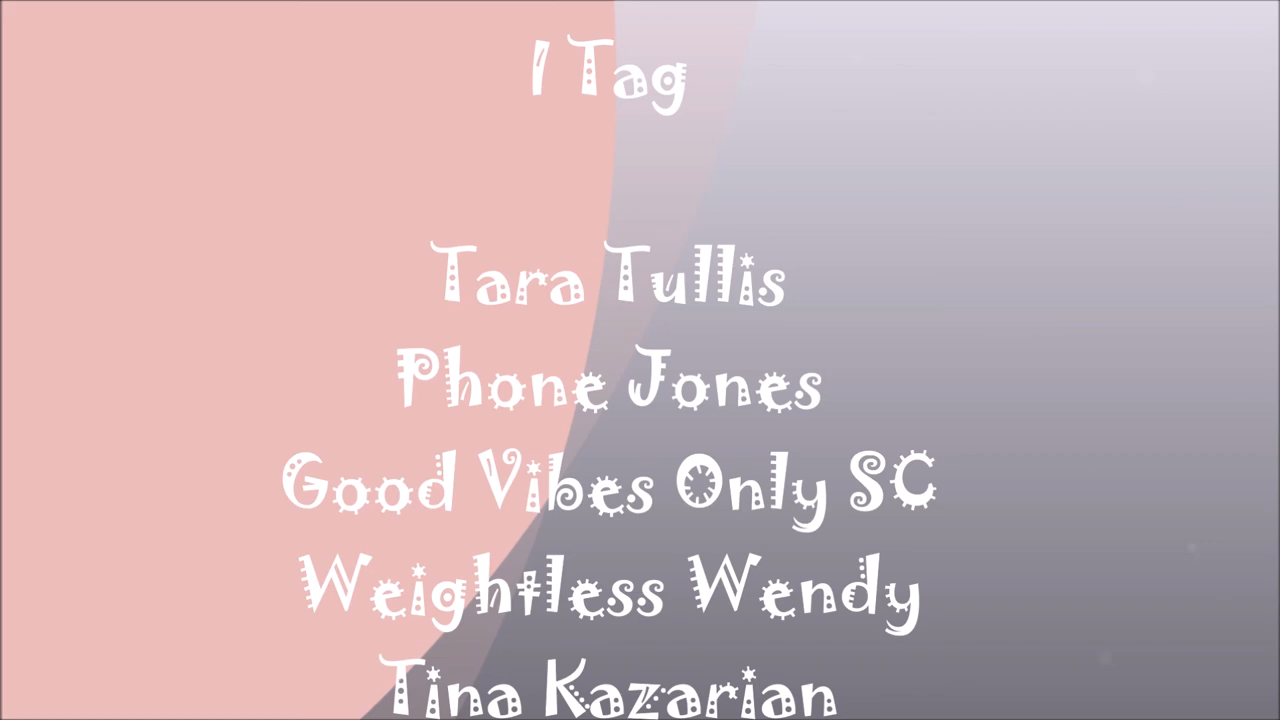 I Tag
Tara Tullis
Phone Jones
Good Vibes Only SC
Weightless Wendy
Tina Kazarian